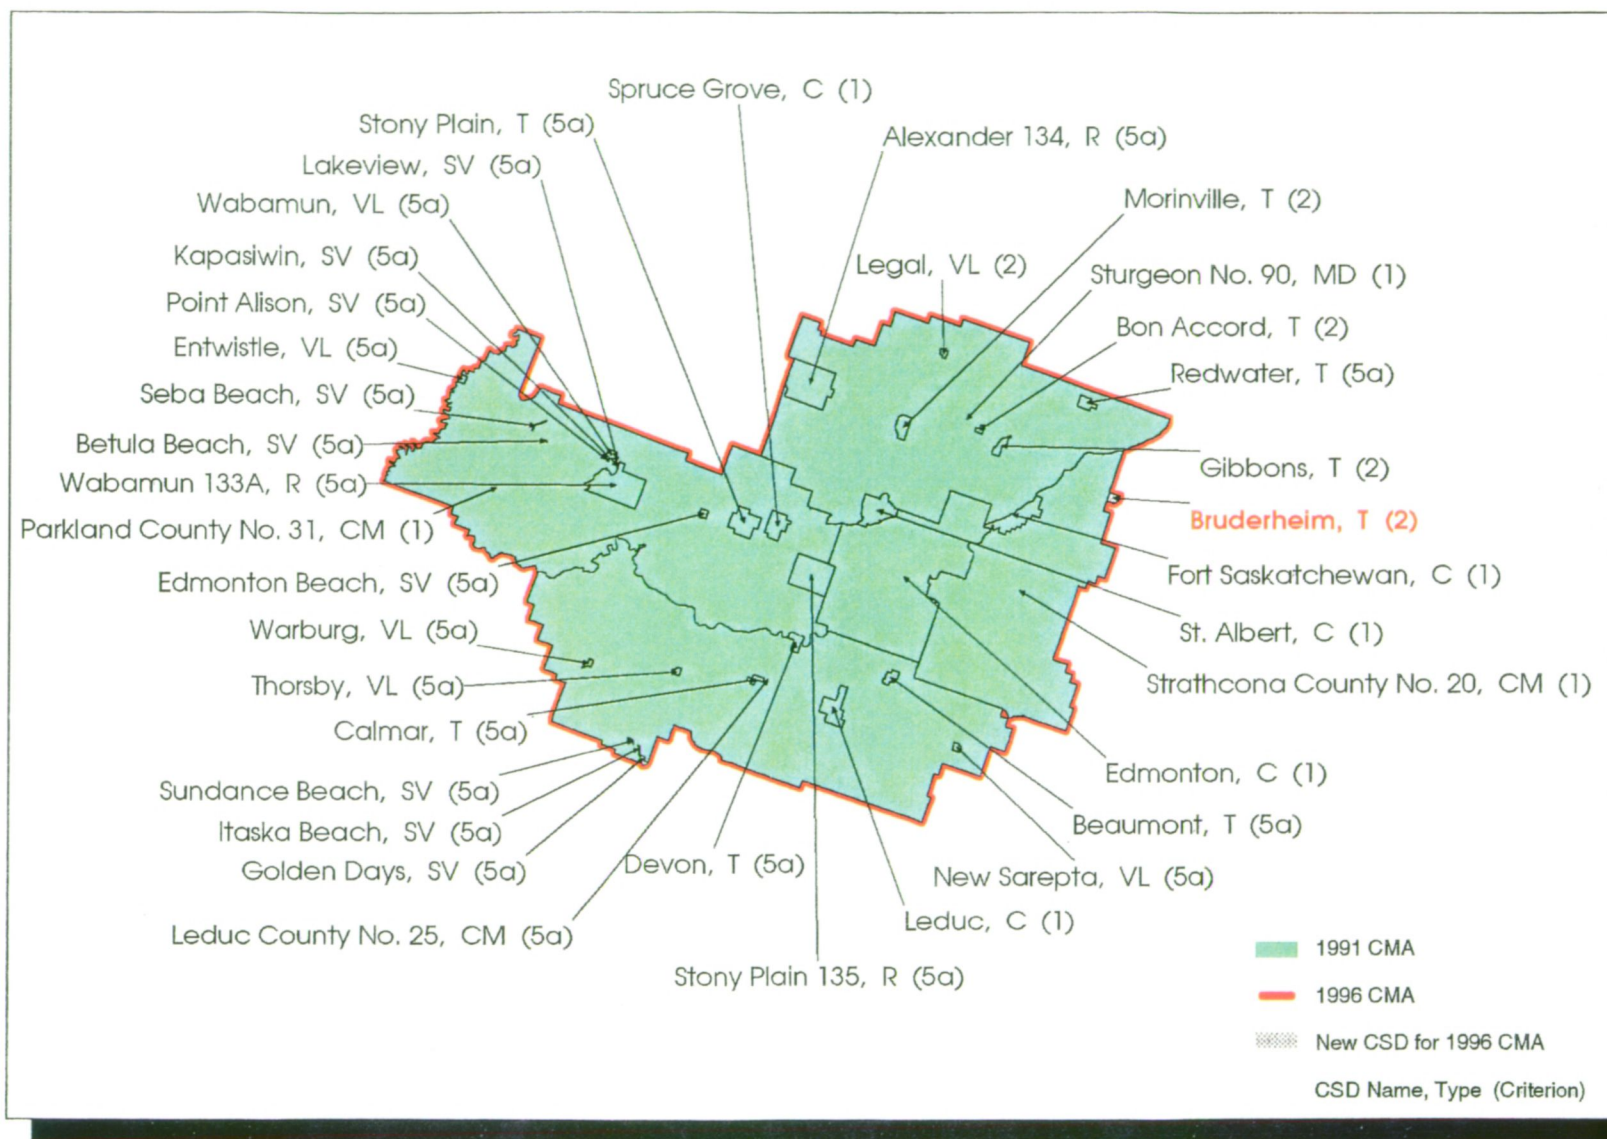 Spruce Grove, C (1)
Stony Plain, T (5a)
Alexander 134, R (5a)
Lakeview, SV (5a)
Wabamun, VL (5a)
Morinville, T (2)
Kapasiwin, SV (5a)
Legal, VL (2)
Sturgeon No. 90, MD (1)
Point Alison, SV (5a)
Bon Accord, T (2)
Entwistle, VL (5a)
Redwater, T (5a)
Seba Beach, SV (5a)
Betula Beach, SV (5a)
Gibbons, T (2)
Wabamun 133A, R (5a)
Bruderheim, T (2)
Parkland County No. 31, CM (1)
Fort Saskatchewan, C (1)
Edmonton Beach, SV (5a)
Warburg, VL (5a)
St. Albert, C (1)
Thorsby, VL (5a)
Strathcona County No. 20, CM (1)
Calmar, T (5a)
Edmonton, C (1)
Sundance Beach, SV (5a)
Itaska Beach, SV (5a)
Beaumont, T (5a)
Golden Days, SV (5a)
Devon, T (5a)
New Sarepta, VL (5a)
Leduc, C (1)
Leduc County No. 25, CM (5a)
Stony Plain 135, R (5a)
1991 CMA
1996 CMA
New CSD for 1996 CMA
CSD Name, Type (Criterion)